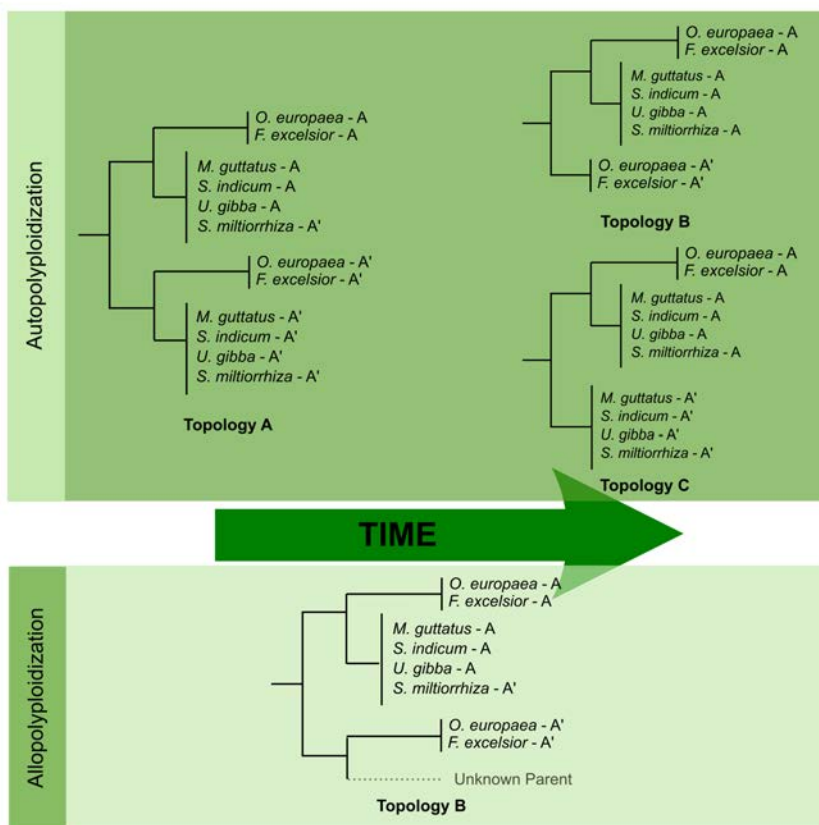 Autopolyploidization
O. europaea - A
F. excelsior - A
M. guttatus - A
S. indicum - A
U. gibba - A
S. miltiorrhiza - A'
O. europaea - A'
F. excelsior - A'
M. guttatus - A'
S. indicum - A'
U. gibba - A'
S. miltiorrhiza - A'
Topology A
O. europaea - A
F. excelsior - A
M. guttatus - A
S. indicum - A
U. gibba - A
S. miltiorrhiza - A
O. europaea - A'
F. excelsior - A'
Topology B
O. europaea - A
F. excelsior - A
M. guttatus - A
S. indicum - A
U. gibba - A
S. miltiorrhiza - A
M. guttatus - A'
S. indicum - A'
U. gibba - A'
S. miltiorrhiza - A'
Topology C
TIME
Allopolyploidization
O. europaea - A
F. excelsior - A
M. guttatus - A
S. indicum - A
U. gibba - A
S. miltiorrhiza - A'
O. europaea - A'
F. excelsior - A'
Unknown Parent
Topology B